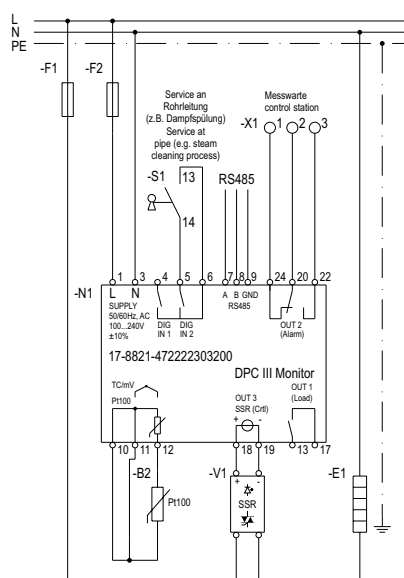 L
N
PE
-F1
-F2
Service an
Rohrleitung
(z.B. Dampfspülung)
Service at
pipe (e.g. steam
cleaning process)
Messwarte
control station
-X1 1 2 3
-S1 13
14
RS485
1 3 4 5 6 7 8 9 24 20 22
-N1
L N
A B GND
RS485
SUPPLY
50/60Hz, AC
100...240V
±10%
DIG
IN 1
DIG
IN 2
OUT 2
(Alarm)
17-8821-472222303200
DPC III Monitor
TC/mV
Pt100
OUT 3
SSR (Crtl)
+ -
OUT 1
(Load)
10 11 12 18 19 13 17
-B2
Pt100
-V1
+ -
SSR
-E1